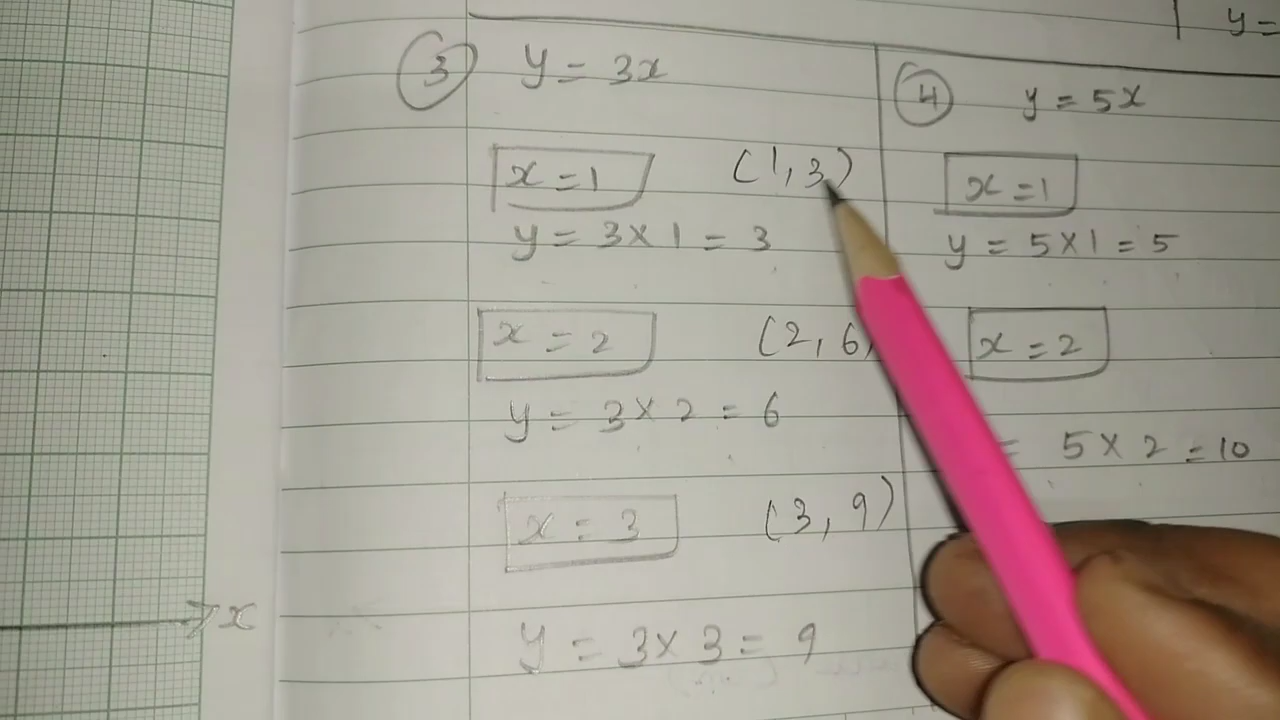 y =
③ y = 3x
x = 1 (1, 3)
y = 3 × 1 = 3
x = 2 (2, 6
y = 3 × 2 = 6
x = 3 (3, 9)
y = 3 × 3 = 9
④ y = 5x
x = 1
y = 5 × 1 = 5
x = 2
= 5 × 2 = 10
x